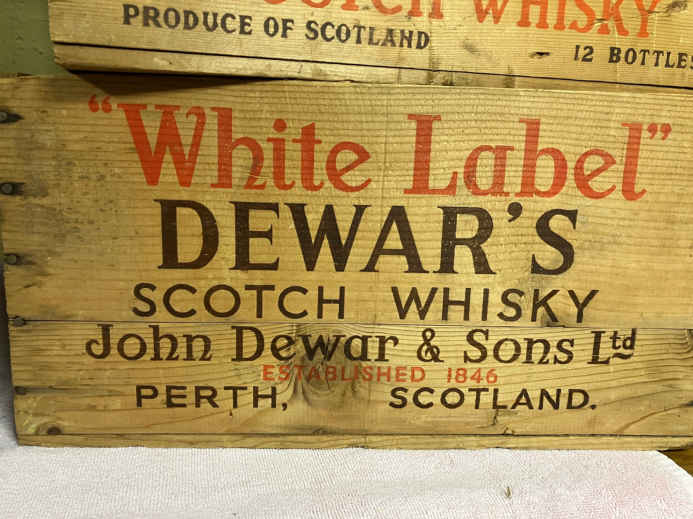 SCOTCH WHISKY
PRODUCE OF SCOTLAND
12 BOTTLES
"White Label"
DEWAR'S
SCOTCH WHISKY
John Dewar & Sons Ltd
ESTABLISHED 1846
PERTH, SCOTLAND.